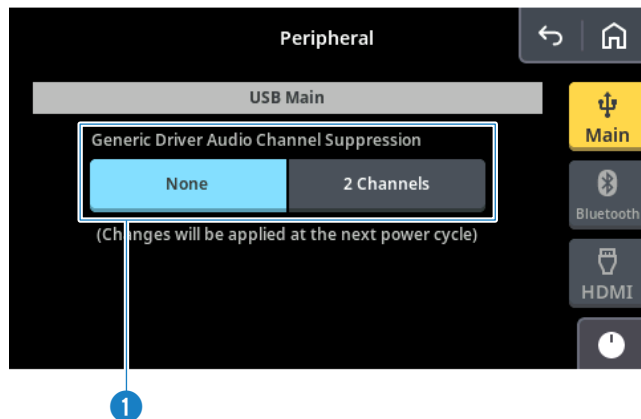 Peripheral
USB Main
Generic Driver Audio Channel Suppression
None
2 Channels
(Changes will be applied at the next power cycle)
Main
Bluetooth
HDMI
1